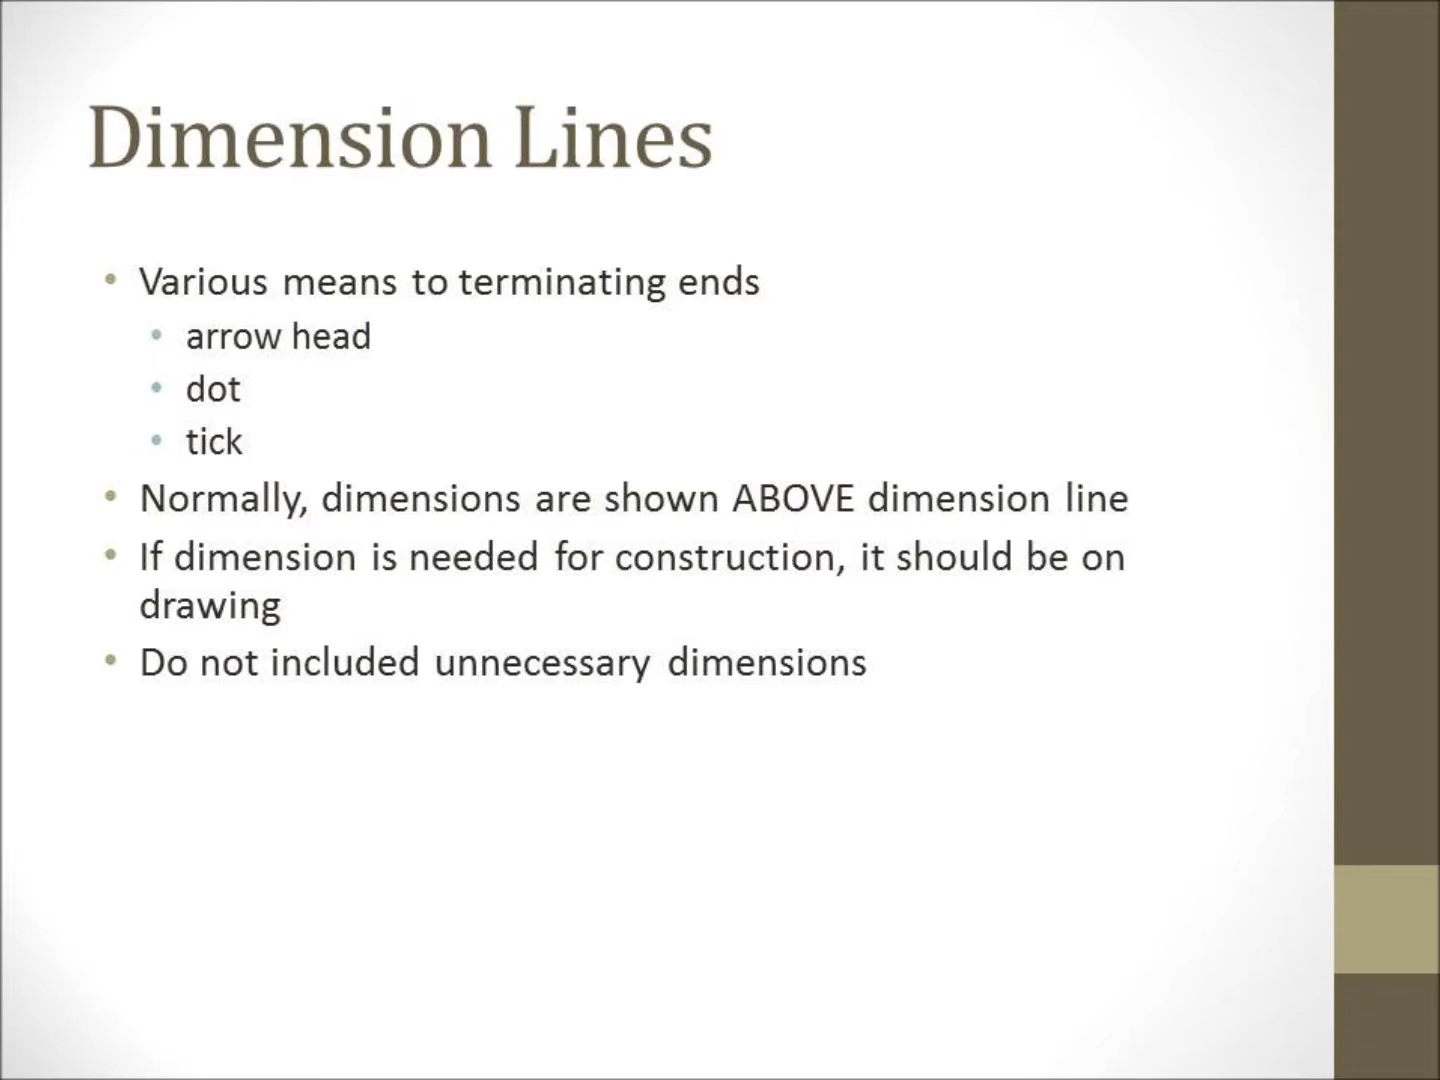 Dimension Lines
• Various means to terminating ends
• arrow head
• dot
• tick
• Normally, dimensions are shown ABOVE dimension line
• If dimension is needed for construction, it should be on
drawing
• Do not included unnecessary dimensions